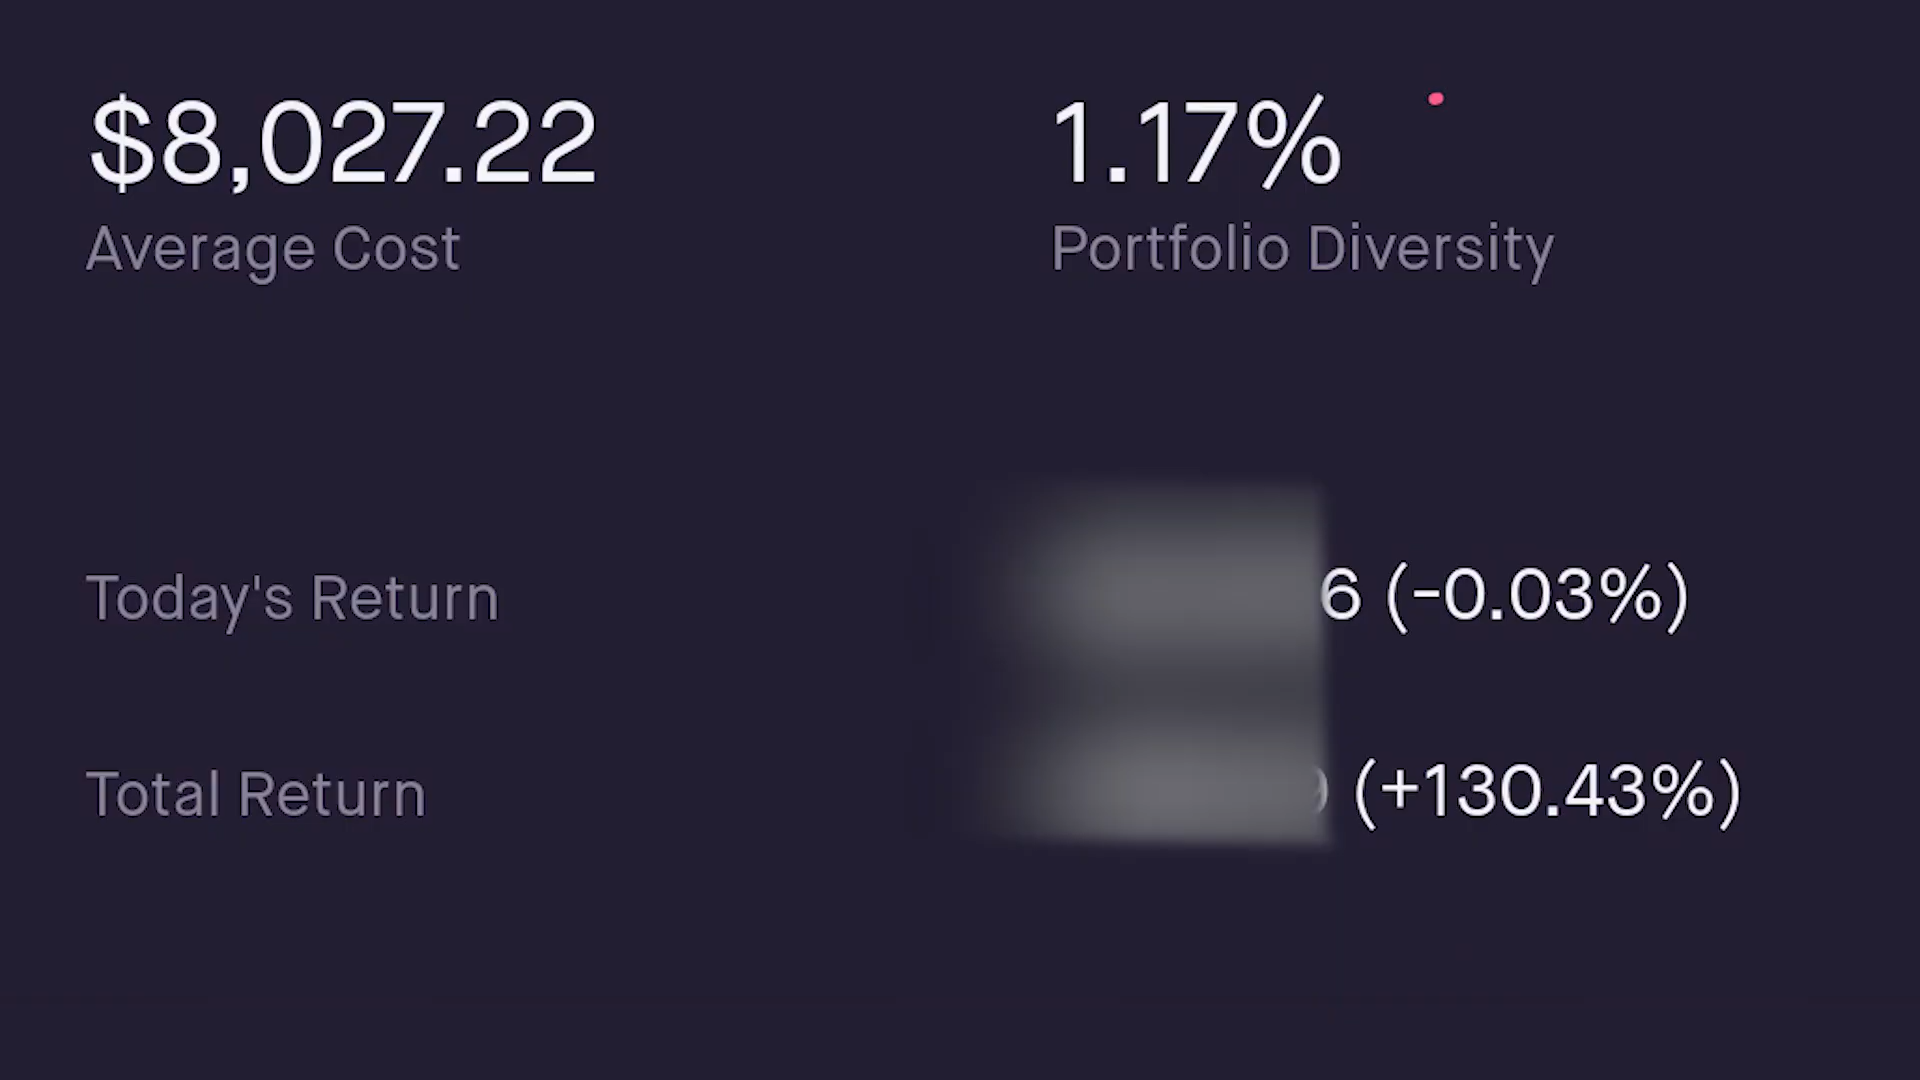 $8,027.22
Average Cost
1.17%
Portfolio Diversity
Today's Return
6 (-0.03%)
Total Return
(+130.43%)